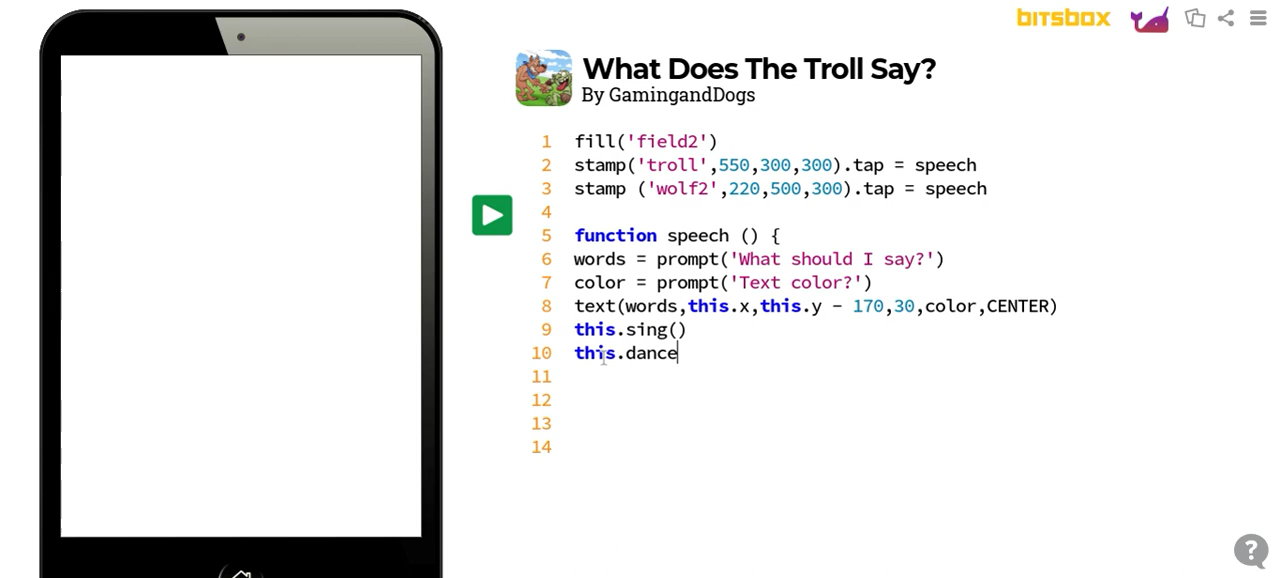 bitsbox
What Does The Troll Say?
By GamingandDogs
1 fill('field2')
2 stamp('troll',550,300,300).tap = speech
3 stamp ('wolf2',220,500,300).tap = speech
4
5 function speech () {
6 words = prompt('What should I say?')
7 color = prompt('Text color?')
8 text(words,this.x,this.y - 170,30,color,CENTER)
9 this.sing()
10 this.dance
11
12
13
14
?